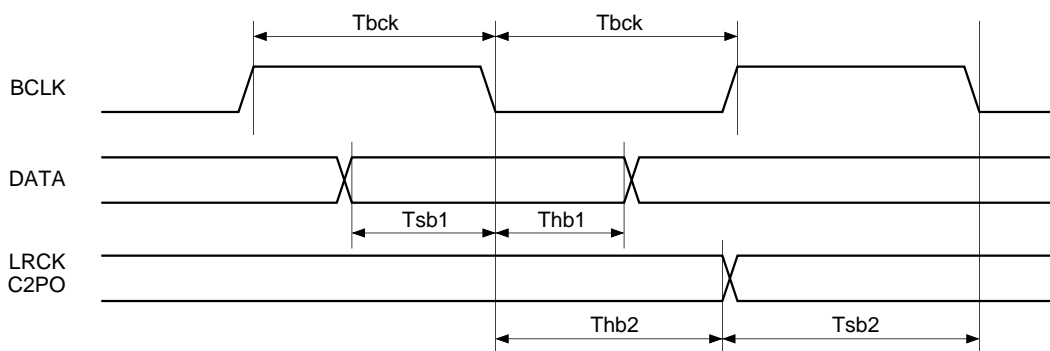 Tbck Tbck
BCLK
DATA
Tsb1 Thb1
LRCK
C2PO
Thb2 Tsb2